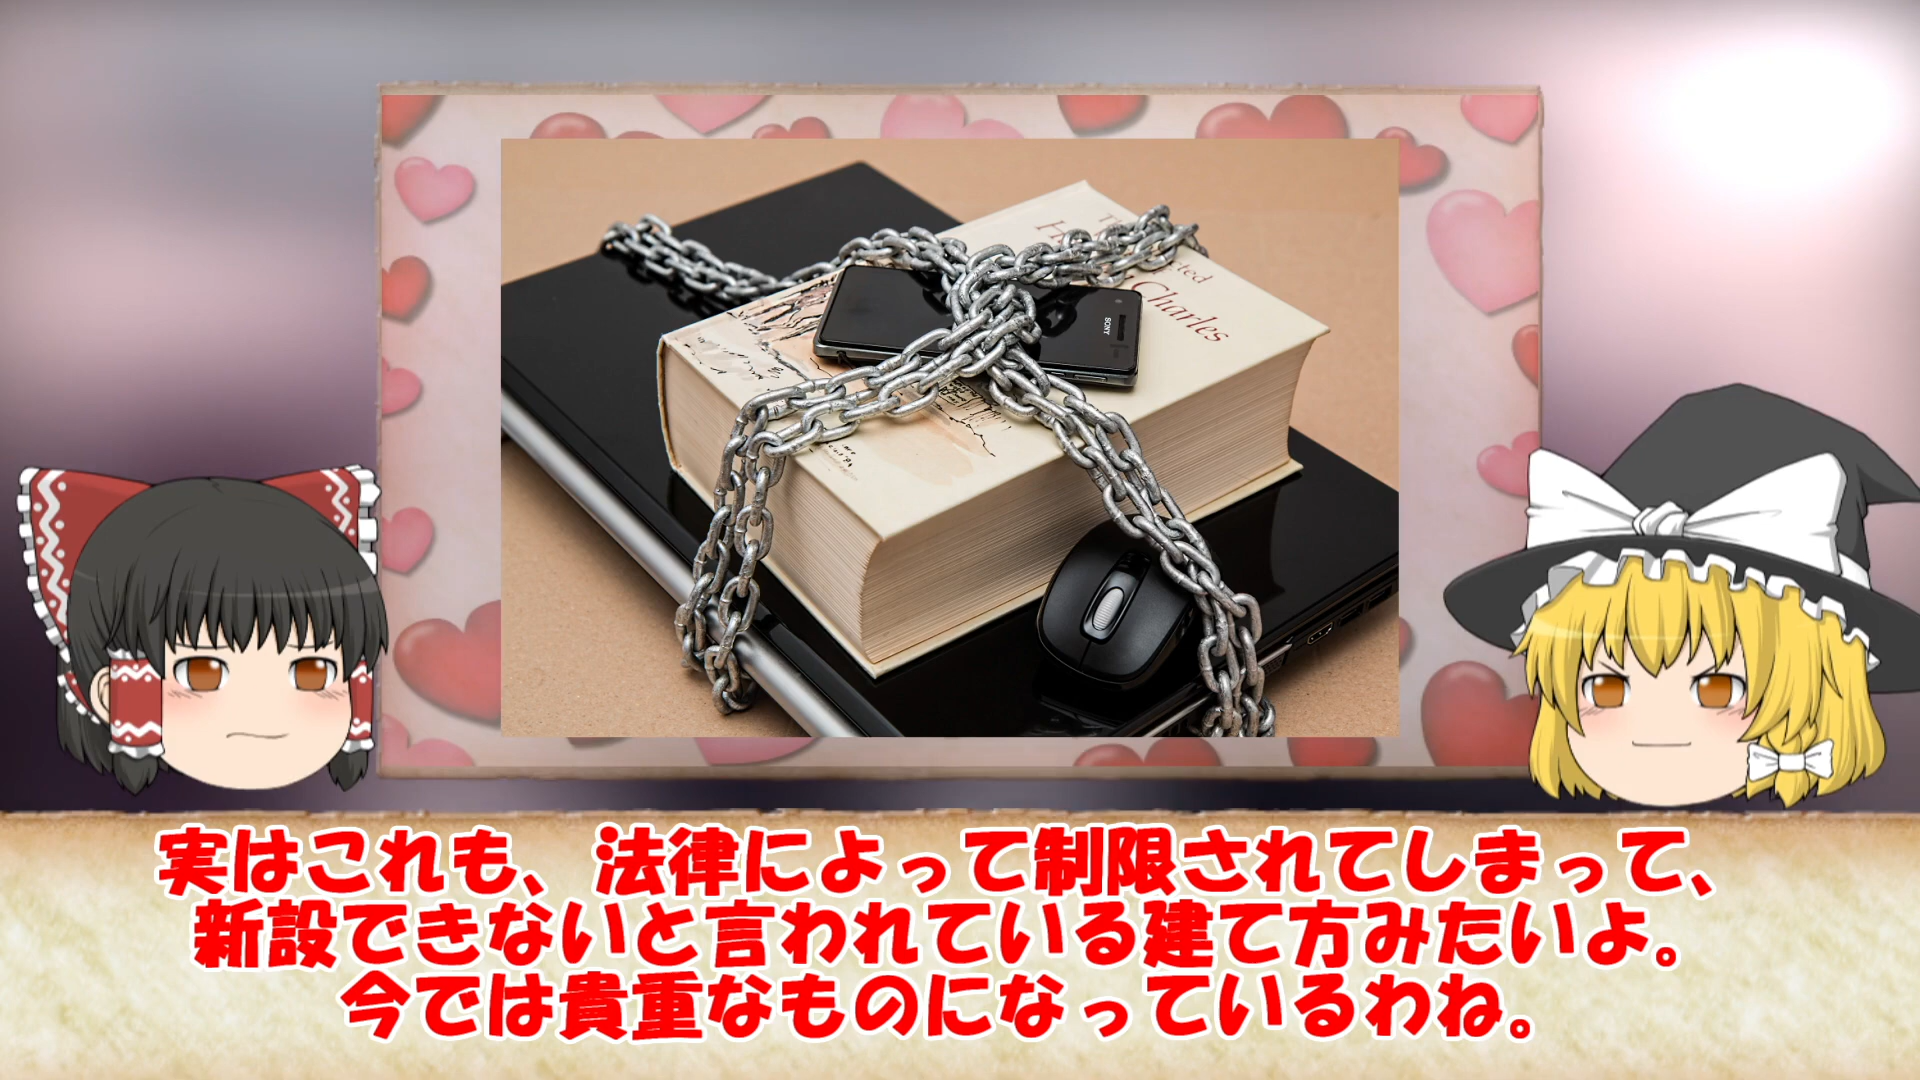 Charles
SONY
実はこれも、法律によって制限されてしまって、
新設できないと言われている建て方みたいよ。
今では貴重なものになっているわね。